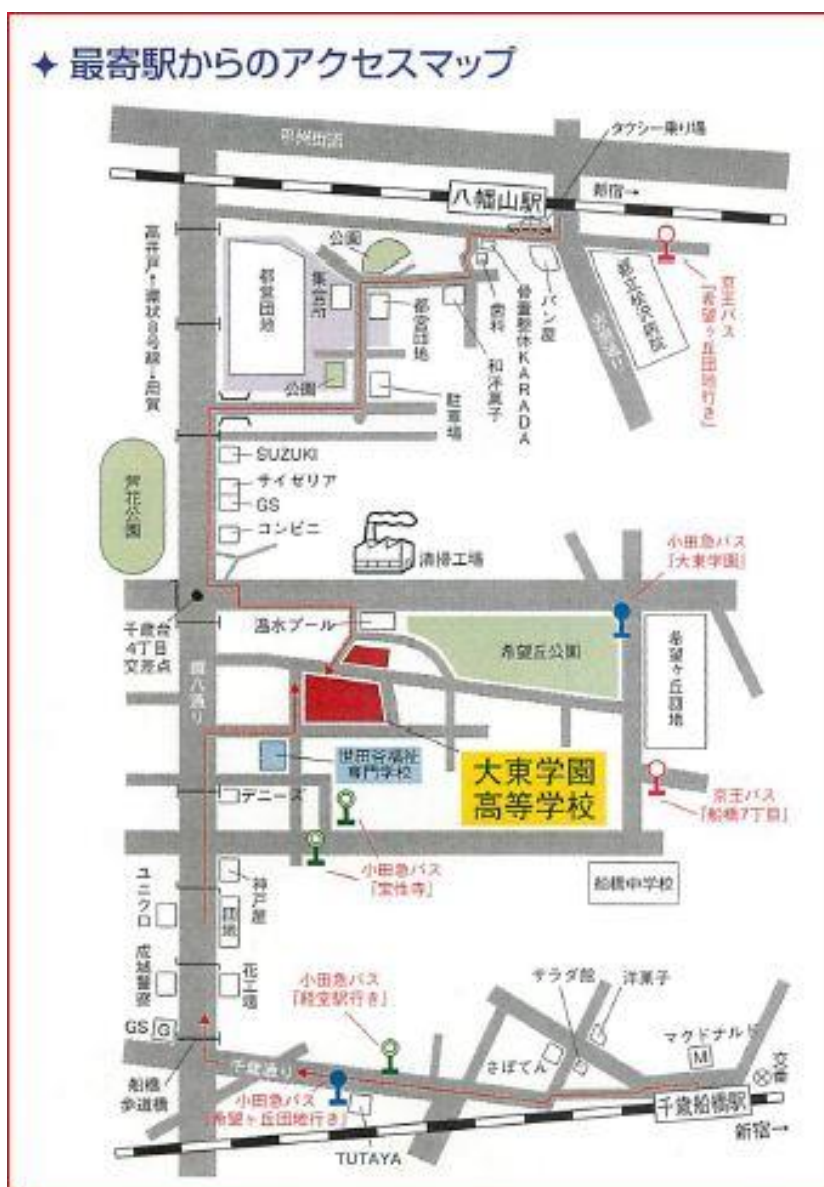 最寄駅からのアクセスマップ
甲州街道
タクシー乗り場
八幡山駅
新宿→
公園
都営団地
集会所
都営団地
公園
駐車場
和洋菓子
歯科
骨董整体KARADA
パン屋
都立松沢病院
京王バス
『希望ヶ丘団地行き』
高井戸←環状8号線→用賀
SUZUKI
サイゼリア
GS
コンビニ
芦花公園
清掃工場
小田急バス
『大東学園』
千歳台
4丁目
交差点
温水プール
希望丘公園
希望ヶ丘団地
環八通り
世田谷福祉
専門学校
大東学園
高等学校
デニーズ
京王バス
『船橋7丁目』
小田急バス
『宝性寺』
船橋中学校
ユニクロ
神戸屋
団地
成城警察
花工場
小田急バス
『経堂駅行き』
サラダ館
洋菓子
GS G
マクドナルド
M
さぼてん
交番
千歳通り
船橋
歩道橋
小田急バス
『希望ヶ丘団地行き』
千歳船橋駅
新宿→
TUTAYA